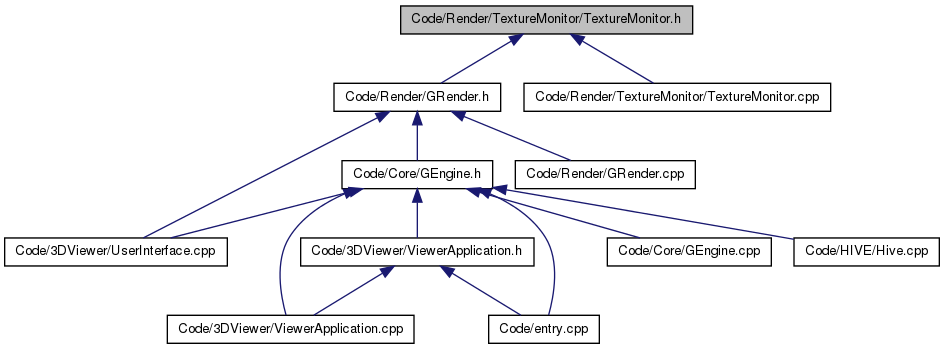 Code/Render/TextureMonitor/TextureMonitor.h
Code/Render/GRender.h
Code/Render/TextureMonitor/TextureMonitor.cpp
Code/Core/GEngine.h
Code/Render/GRender.cpp
Code/3DViewer/UserInterface.cpp
Code/3DViewer/ViewerApplication.h
Code/Core/GEngine.cpp
Code/HIVE/Hive.cpp
Code/3DViewer/ViewerApplication.cpp
Code/entry.cpp